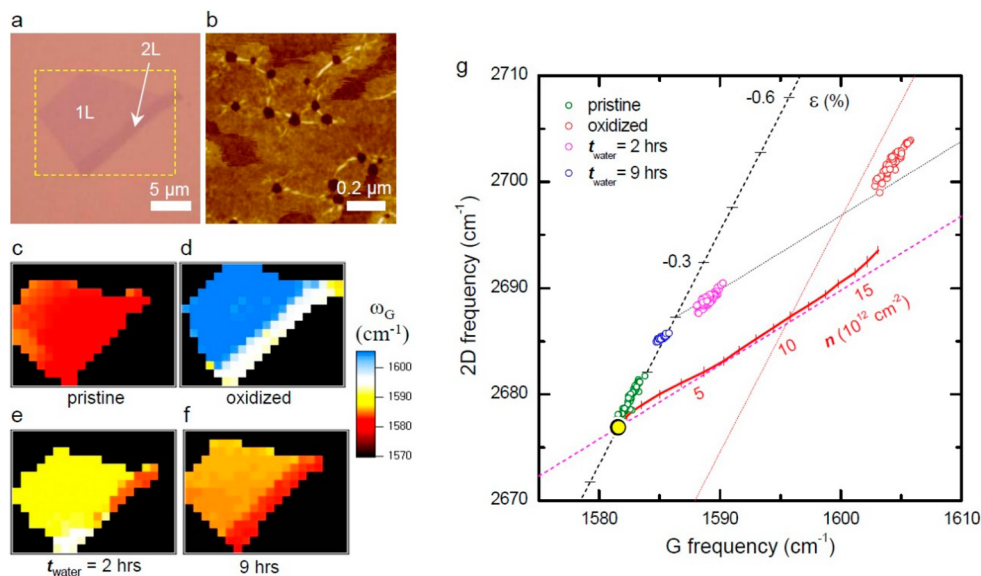 a
2L
1L
5 μm
b
0.2 μm
c
pristine
d
oxidized
ω_G
(cm⁻¹)
1600
1590
1580
1570
e
t_water = 2 hrs
f
9 hrs
g
2710
2700
2690
2680
2670
2D frequency (cm⁻¹)
pristine
oxidized
t_water = 2 hrs
t_water = 9 hrs
-0.6
ε (%)
-0.3
15
10
5
n (10¹² cm⁻²)
1580
1590
1600
1610
G frequency (cm⁻¹)